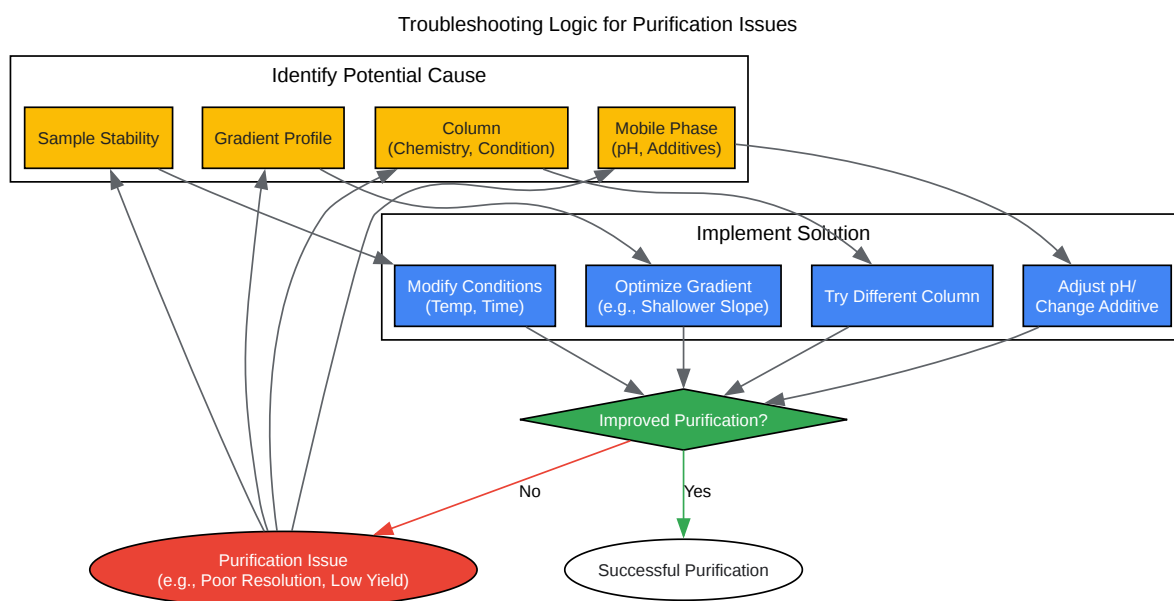 Troubleshooting Logic for Purification Issues
Identify Potential Cause
Sample Stability
Gradient Profile
Column
(Chemistry, Condition)
Mobile Phase
(pH, Additives)
Implement Solution
Modify Conditions
(Temp, Time)
Optimize Gradient
(e.g., Shallower Slope)
Try Different Column
Adjust pH/
Change Additive
Improved Purification?
No
Yes
Purification Issue
(e.g., Poor Resolution, Low Yield)
Successful Purification